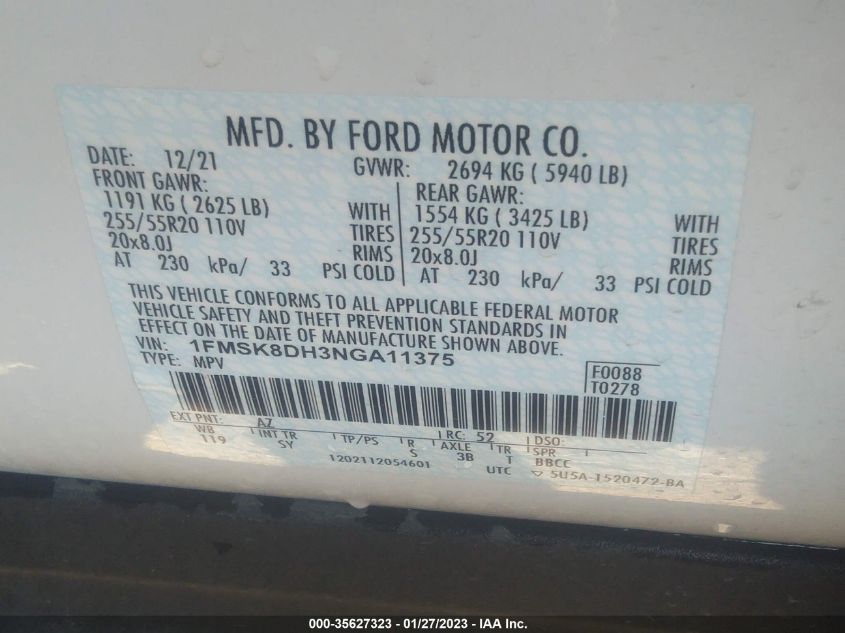 MFD. BY FORD MOTOR CO.
DATE: 12/21 GVWR: 2694 KG ( 5940 LB)
FRONT GAWR: REAR GAWR:
1191 KG ( 2625 LB) WITH 1554 KG ( 3425 LB) WITH
255/55R20 110V TIRES 255/55R20 110V TIRES
20x8.0J RIMS 20x8.0J RIMS
AT 230 kPa/ 33 PSI COLD AT 230 kPa/ 33 PSI COLD
THIS VEHICLE CONFORMS TO ALL APPLICABLE FEDERAL MOTOR
VEHICLE SAFETY AND THEFT PREVENTION STANDARDS IN
EFFECT ON THE DATE OF MANUFACTURE SHOWN ABOVE.
VIN: 1FMSK8DH3NGA11375
TYPE: MPV
F0088
T0278
EXT PNT: AZ RC: 52 DSO:
WB INT TR TP/PS R AXLE TR SPR
119 SY S 3B T BBCC
1202112054601 UTC ▽ 5U5A-1520472-BA
000-35627323 — 01/27/2023 — IAA Inc.